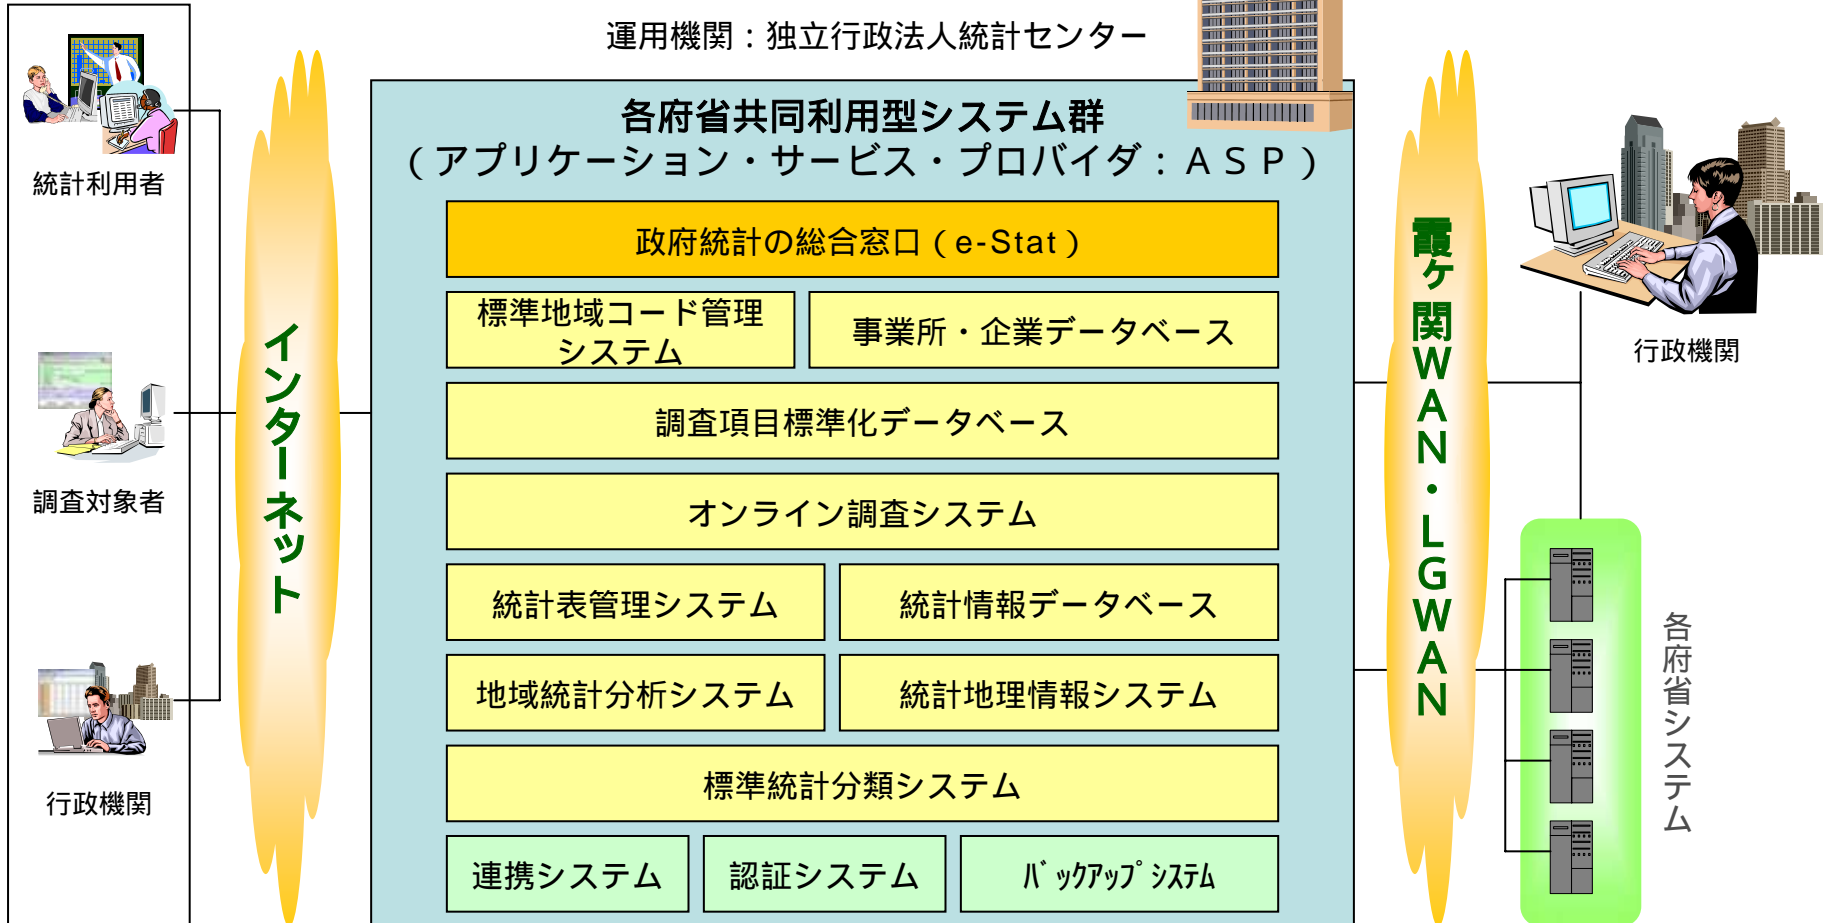 運用機関：独立行政法人統計センター
各府省共同利用型システム群
（アプリケーション・サービス・プロバイダ：ＡＳＰ）
政府統計の総合窓口（e-Stat）
標準地域コード管理
システム
事業所・企業データベース
調査項目標準化データベース
オンライン調査システム
統計表管理システム
統計情報データベース
地域統計分析システム
統計地理情報システム
標準統計分類システム
連携システム
認証システム
ﾊﾞｯｸｱｯﾌﾟｼｽﾃﾑ
統計利用者
調査対象者
行政機関
インターネット
霞ヶ関ＷＡＮ・ＬＧＷＡＮ
行政機関
各府省システム